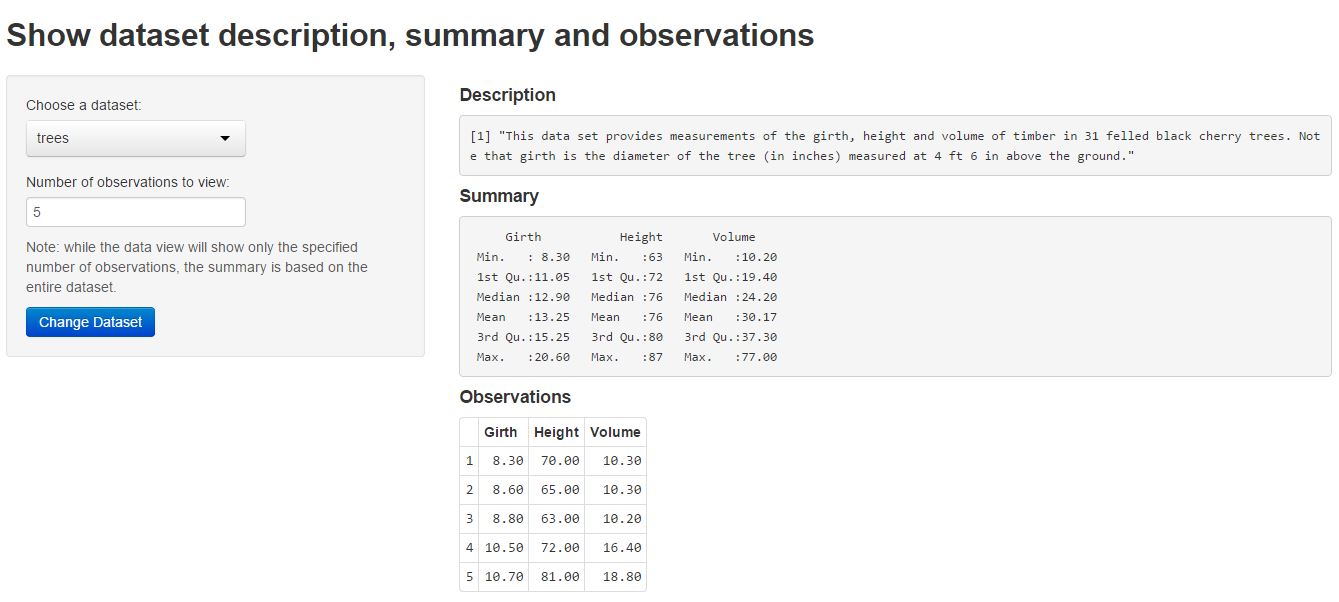 Show dataset description, summary and observations
Choose a dataset:
trees
Number of observations to view:
5
Note: while the data view will show only the specified
number of observations, the summary is based on the
entire dataset.
Change Dataset
Description
[1] "This data set provides measurements of the girth, height and volume of timber in 31 felled black cherry trees. Not
e that girth is the diameter of the tree (in inches) measured at 4 ft 6 in above the ground."
Summary
Girth Height Volume
Min. : 8.30 Min. :63 Min. :10.20
1st Qu.:11.05 1st Qu.:72 1st Qu.:19.40
Median :12.90 Median :76 Median :24.20
Mean :13.25 Mean :76 Mean :30.17
3rd Qu.:15.25 3rd Qu.:80 3rd Qu.:37.30
Max. :20.60 Max. :87 Max. :77.00
Observations
Girth Height Volume
1 8.30 70.00 10.30
2 8.60 65.00 10.30
3 8.80 63.00 10.20
4 10.50 72.00 16.40
5 10.70 81.00 18.80